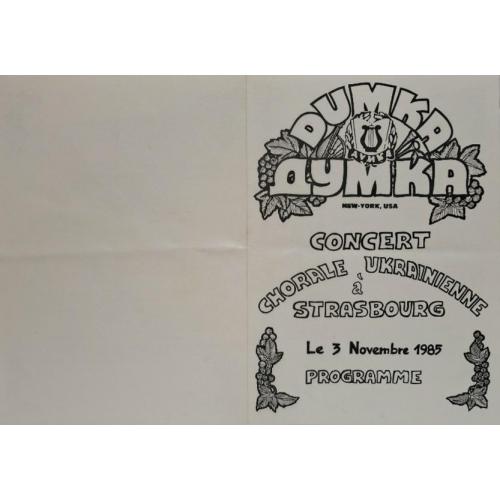 DUMKA
ДУМКА
NEW-YORK, USA
CONCERT
CHORALE UKRAINIENNE
à
STRASBOURG
Le 3 Novembre 1985
PROGRAMME